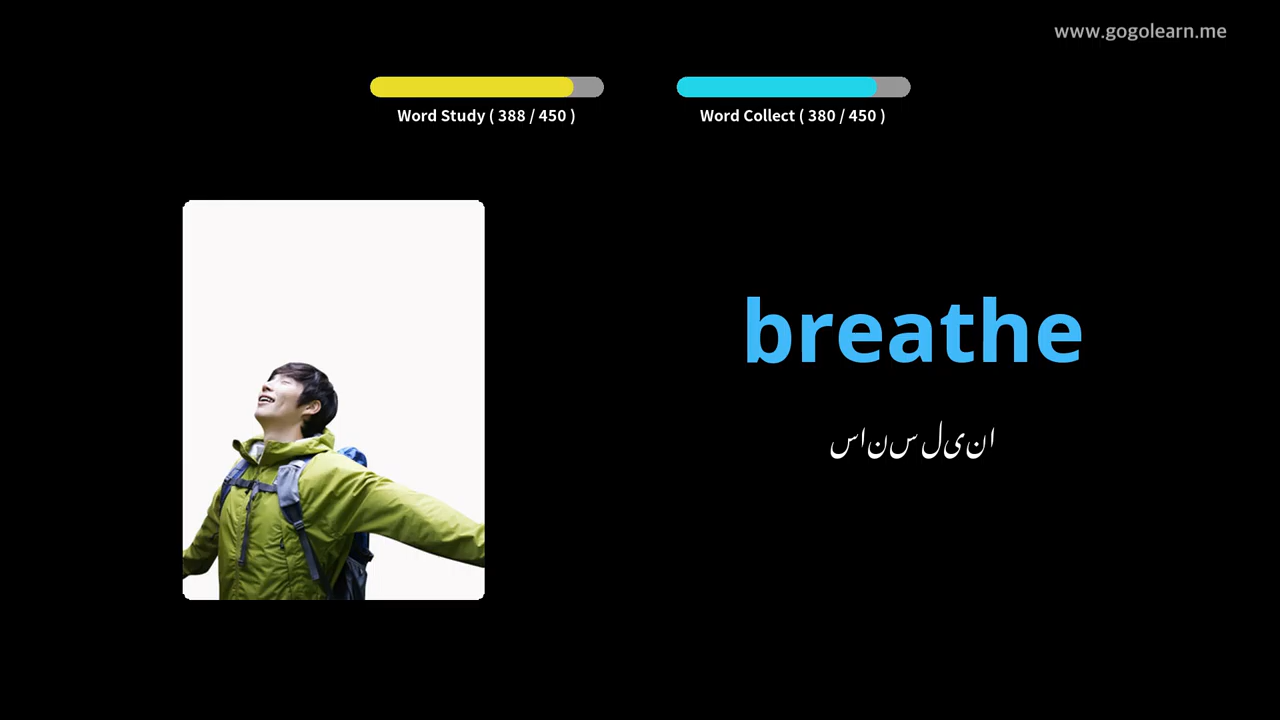 www.gogolearn.me
Word Study ( 388 / 450 )
Word Collect ( 380 / 450 )
breathe
سانس لینا